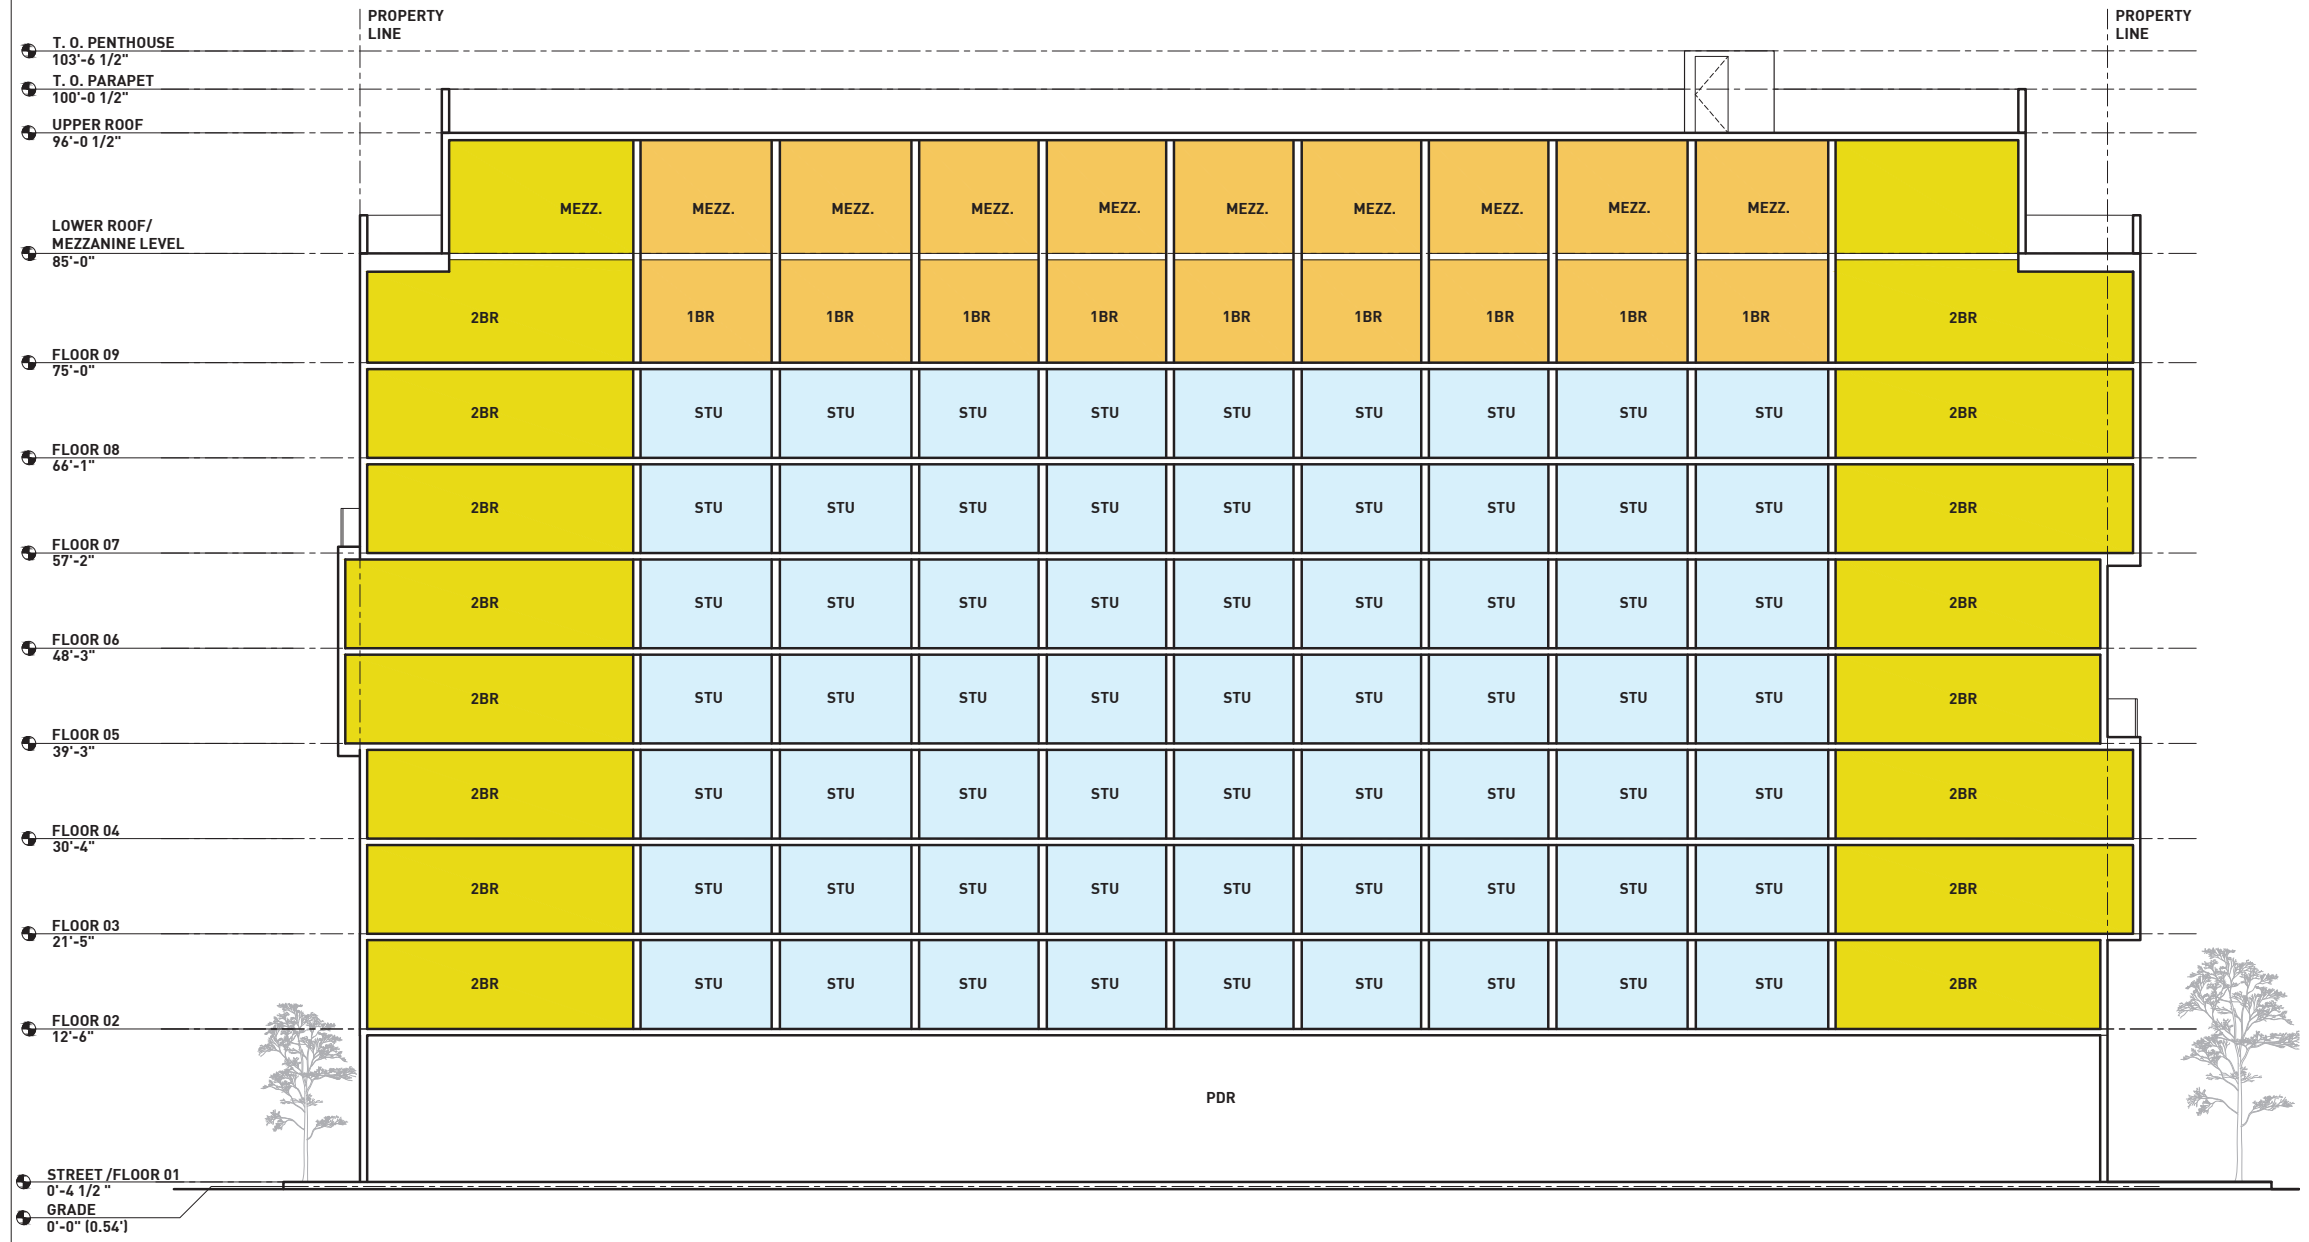 PROPERTY
LINE
PROPERTY
LINE
T. O. PENTHOUSE
103'-6 1/2"
T. O. PARAPET
100'-0 1/2"
UPPER ROOF
96'-0 1/2"
MEZZ. MEZZ. MEZZ. MEZZ. MEZZ. MEZZ. MEZZ. MEZZ. MEZZ. MEZZ.
LOWER ROOF/
MEZZANINE LEVEL
85'-0"
2BR 1BR 1BR 1BR 1BR 1BR 1BR 1BR 1BR 1BR 2BR
FLOOR 09
75'-0"
2BR STU STU STU STU STU STU STU STU STU 2BR
FLOOR 08
66'-1"
2BR STU STU STU STU STU STU STU STU STU 2BR
FLOOR 07
57'-2"
2BR STU STU STU STU STU STU STU STU STU 2BR
FLOOR 06
48'-3"
2BR STU STU STU STU STU STU STU STU STU 2BR
FLOOR 05
39'-3"
2BR STU STU STU STU STU STU STU STU STU 2BR
FLOOR 04
30'-4"
2BR STU STU STU STU STU STU STU STU STU 2BR
FLOOR 03
21'-5"
2BR STU STU STU STU STU STU STU STU STU 2BR
FLOOR 02
12'-6"
PDR
STREET /FLOOR 01
0'-4 1/2 "
GRADE
0'-0" (0.54')